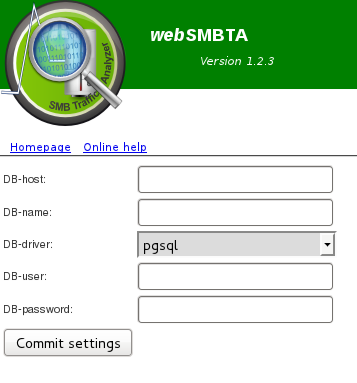 webSMBTA
Version 1.2.3
SMB Traffic Analyzer
Homepage Online help
DB-host:
DB-name:
DB-driver: pgsql
DB-user:
DB-password:
Commit settings